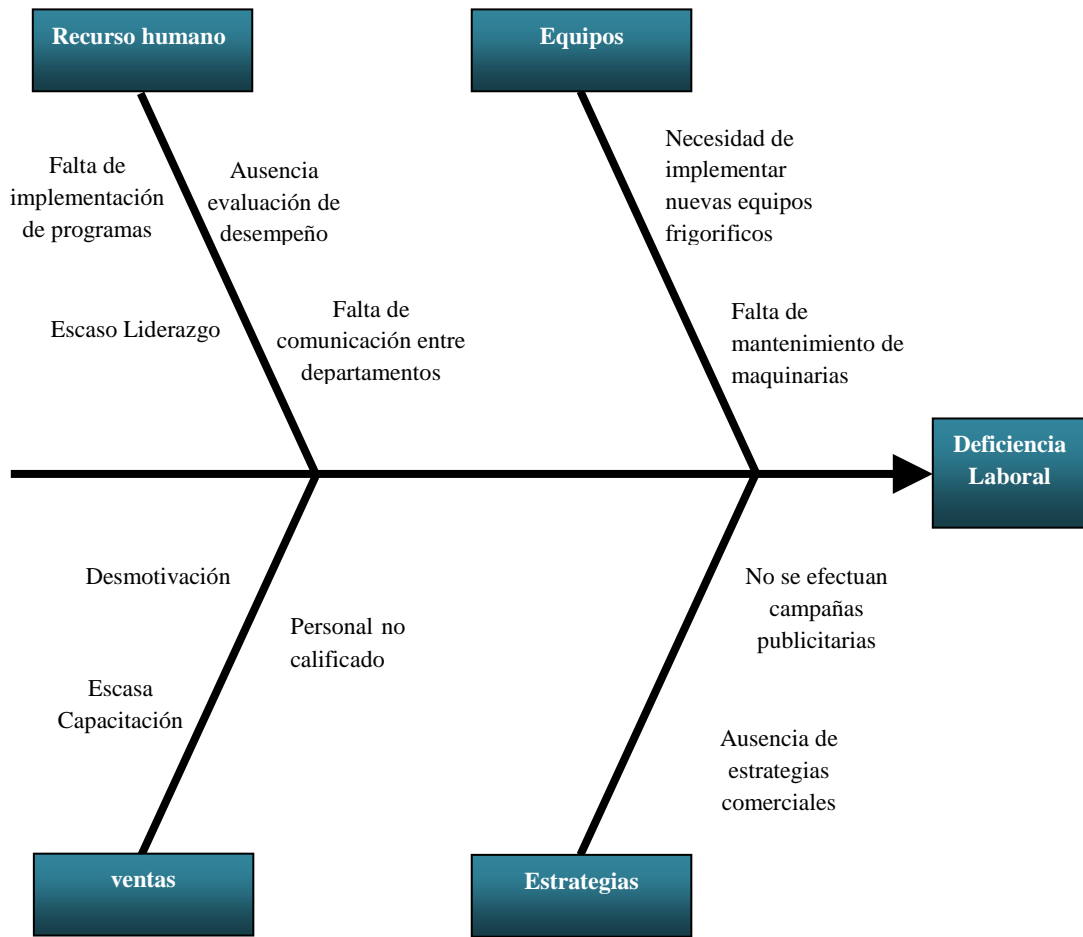 Recurso humano
Equipos
Falta de
implementación
de programas
Ausencia
evaluación de
desempeño
Necesidad de
implementar
nuevas equipos
frigorificos
Escaso Liderazgo
Falta de
comunicación entre
departamentos
Falta de
mantenimiento de
maquinarias
Deficiencia
Laboral
Desmotivación
Personal no
calificado
No se efectuan
campañas
publicitarias
Escasa
Capacitación
Ausencia de
estrategias
comerciales
ventas
Estrategias